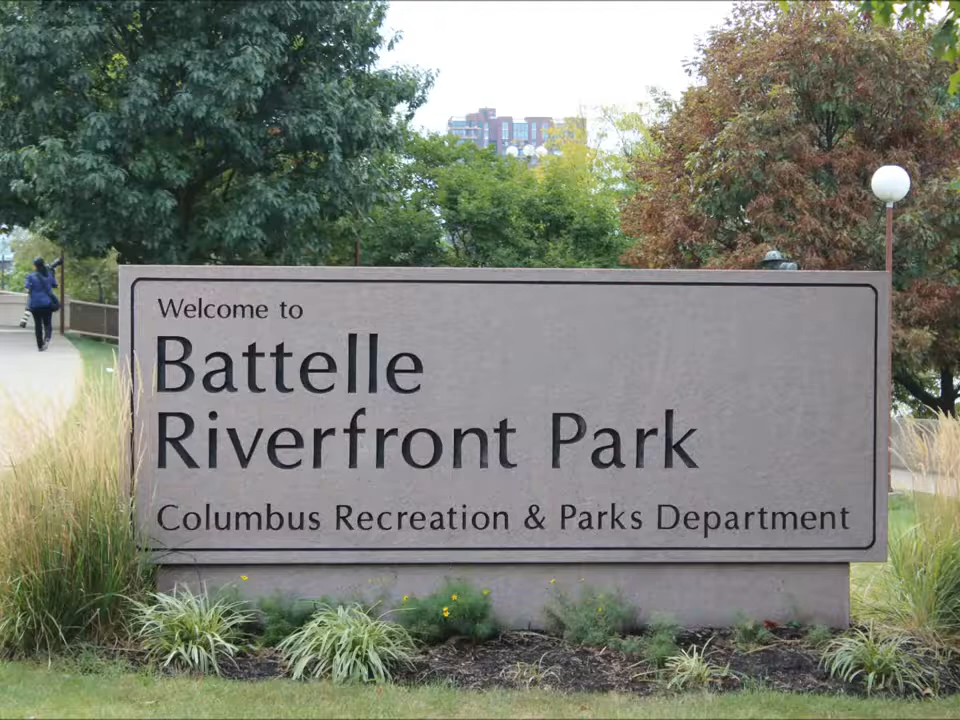 Welcome to
Battelle
Riverfront Park
Columbus Recreation & Parks Department